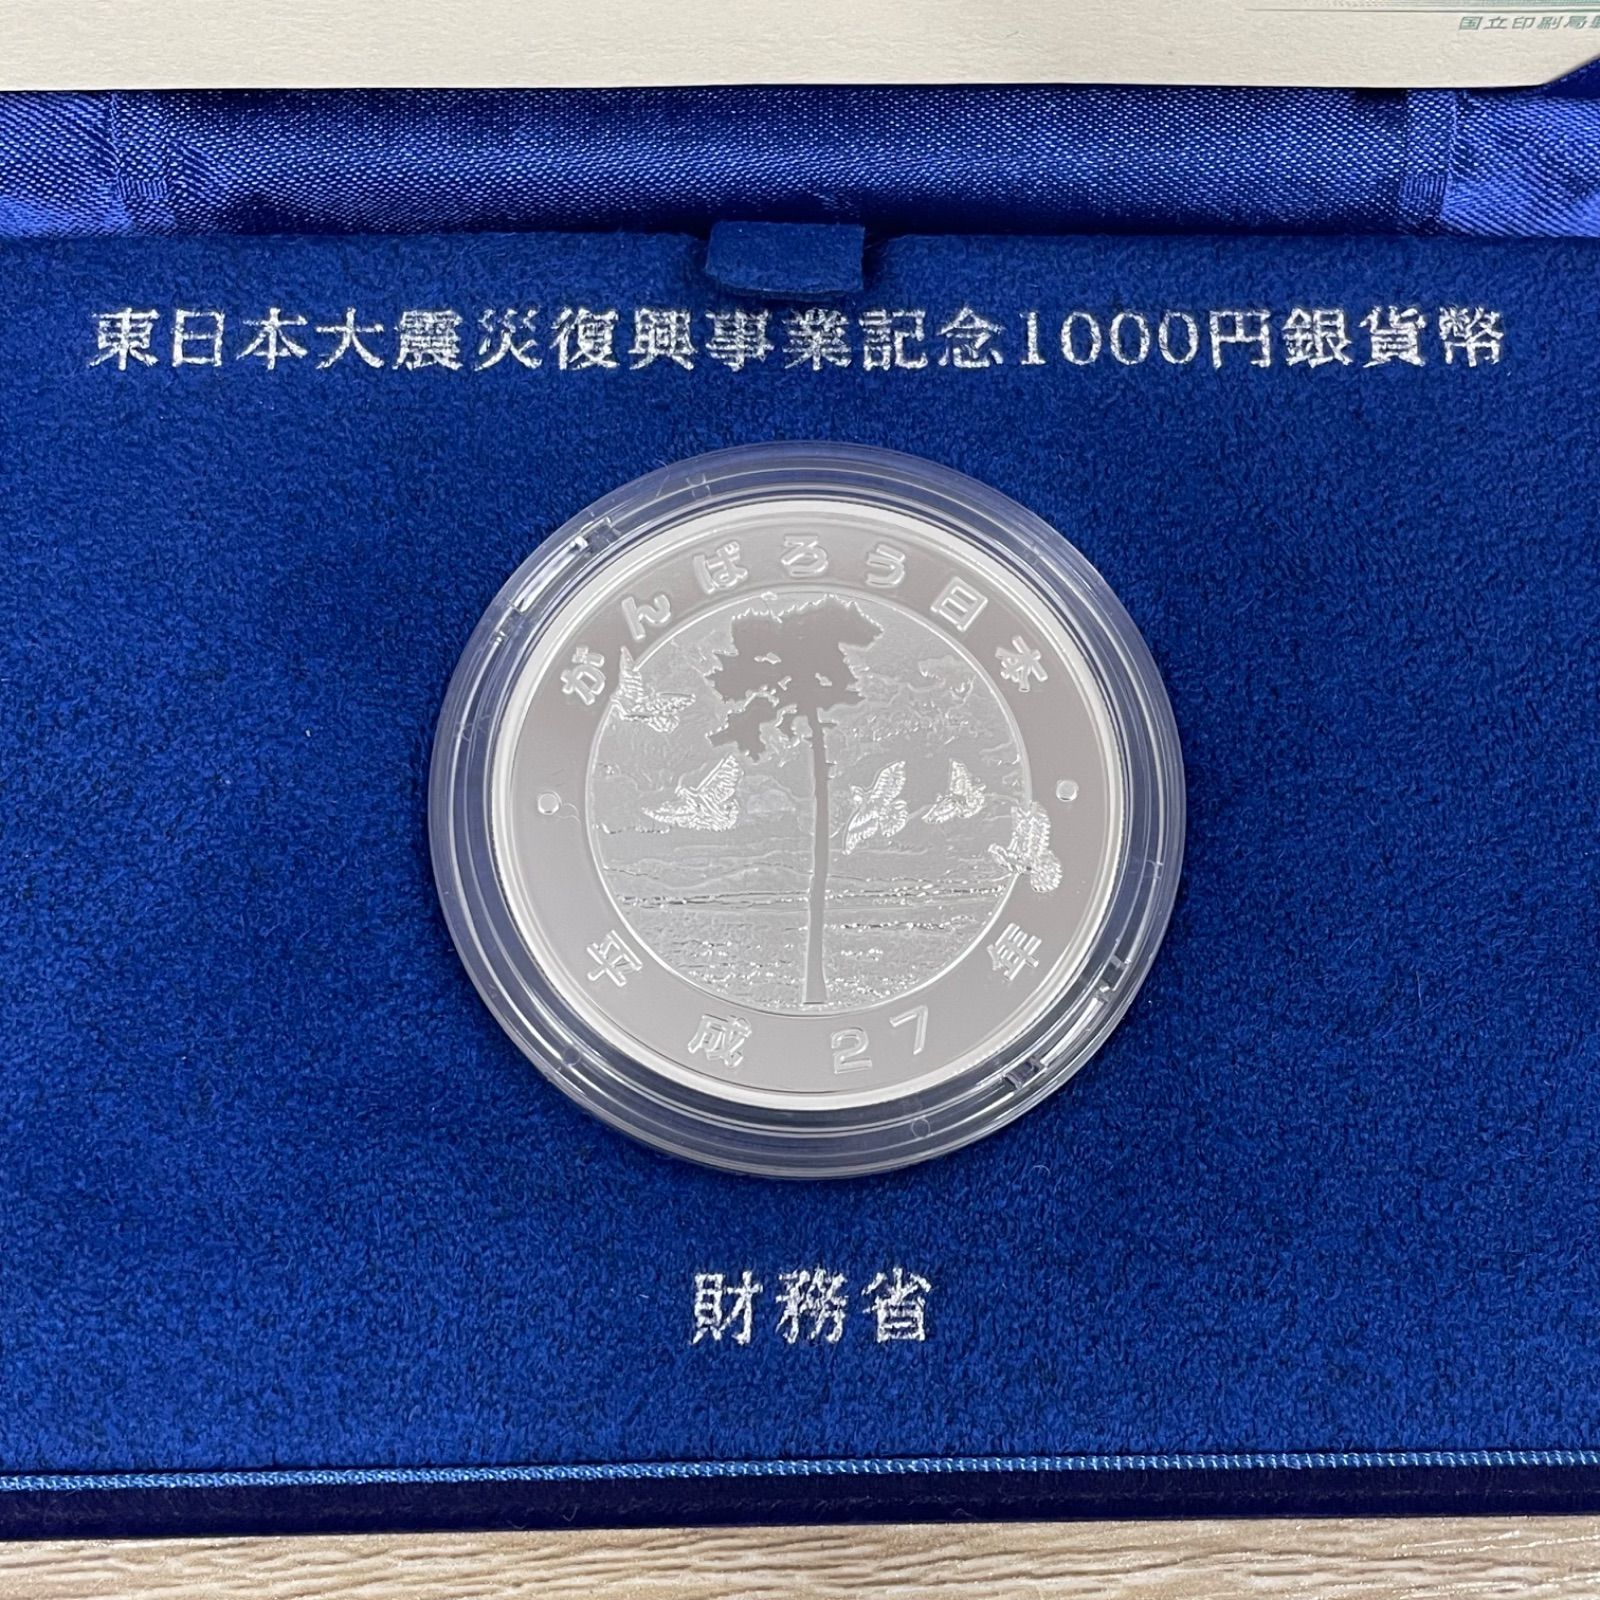 国立印刷局
東日本大震災復興事業記念1000円銀貨幣
がんばろう日本
平成27年
財務省